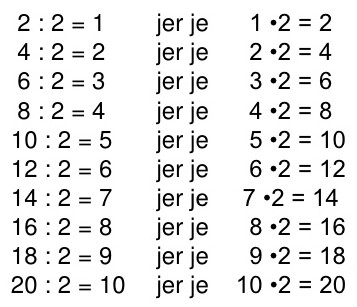 2 : 2 = 1 jer je 1 •2 = 2
4 : 2 = 2 jer je 2 •2 = 4
6 : 2 = 3 jer je 3 •2 = 6
8 : 2 = 4 jer je 4 •2 = 8
10 : 2 = 5 jer je 5 •2 = 10
12 : 2 = 6 jer je 6 •2 = 12
14 : 2 = 7 jer je 7 •2 = 14
16 : 2 = 8 jer je 8 •2 = 16
18 : 2 = 9 jer je 9 •2 = 18
20 : 2 = 10 jer je 10 •2 = 20